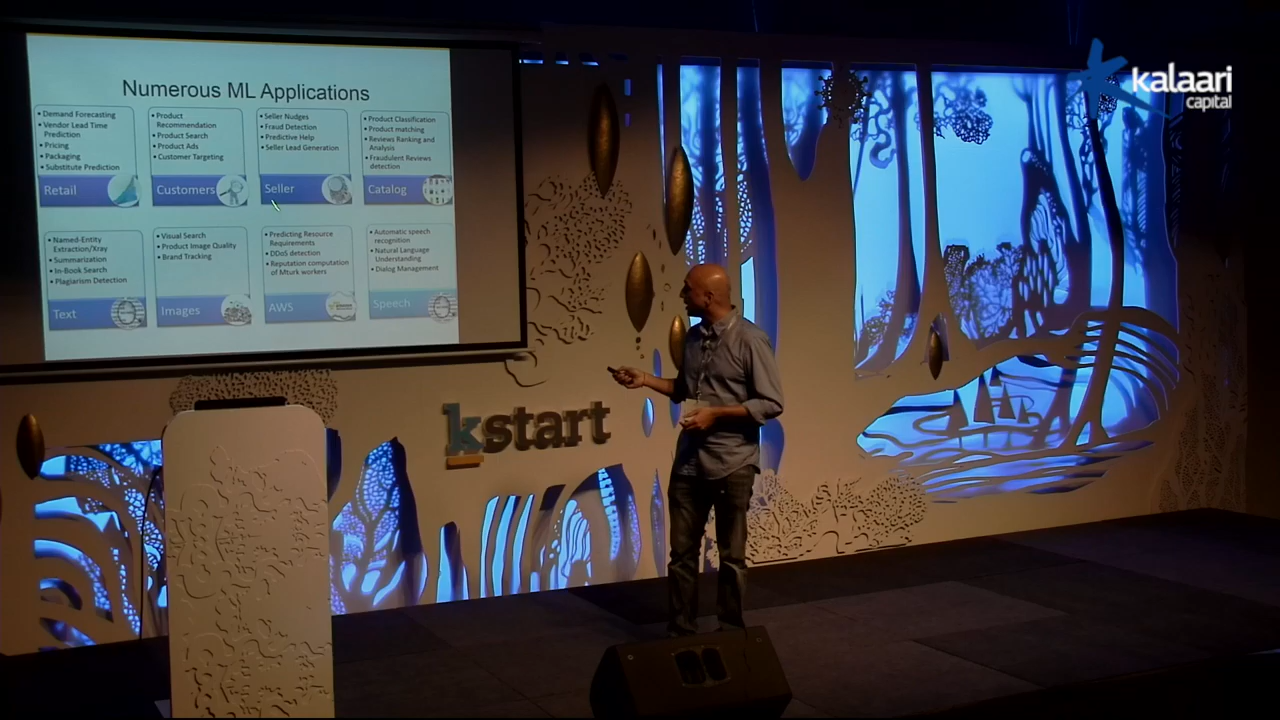 kalaari
capital
Numerous ML Applications
• Demand Forecasting
• Vendor Lead Time
Prediction
• Pricing
• Packaging
• Substitute Prediction
Retail
• Product
Recommendation
• Product Search
• Product Ads
• Customer Targeting
Customers
• Seller Nudges
• Fraud Detection
• Predictive Help
• Seller Lead Generation
Seller
• Product Classification
• Product matching
• Reviews Ranking and
Analysis
• Fraudulent Reviews
detection
Catalog
• Named-Entity
Extraction/Xray
• Summarization
• In-Book Search
• Plagiarism Detection
Text
• Visual Search
• Product Image Quality
• Brand Tracking
Images
• Predicting Resource
Requirements
• DDoS detection
• Reputation computation
of Mturk workers
AWS
• Automatic speech
recognition
• Natural Language
Understanding
• Dialog Management
Speech
kstart